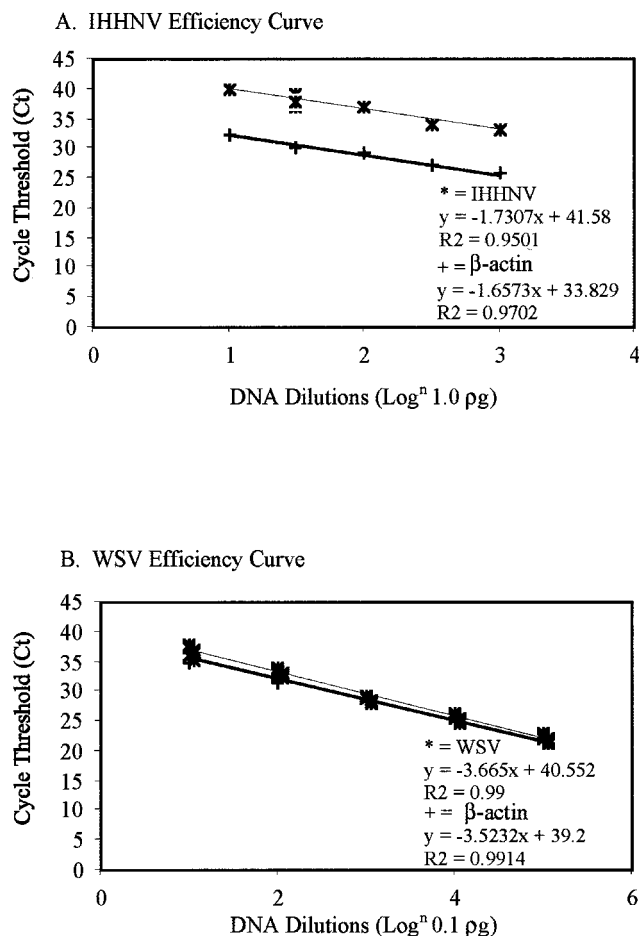 A. IHHNV Efficiency Curve
45
40
35
30
25
20
15
10
5
0
Cycle Threshold (Ct)
* = IHHNV
y = -1.7307x + 41.58
R2 = 0.9501
+ = β-actin
y = -1.6573x + 33.829
R2 = 0.9702
0 1 2 3 4
DNA Dilutions (Logⁿ 1.0 ρg)
B. WSV Efficiency Curve
45
40
35
30
25
20
15
10
5
0
Cycle Threshold (Ct)
* = WSV
y = -3.665x + 40.552
R2 = 0.99
+ = β-actin
y = -3.5232x + 39.2
R2 = 0.9914
0 2 4 6
DNA Dilutions (Logⁿ 0.1 ρg)